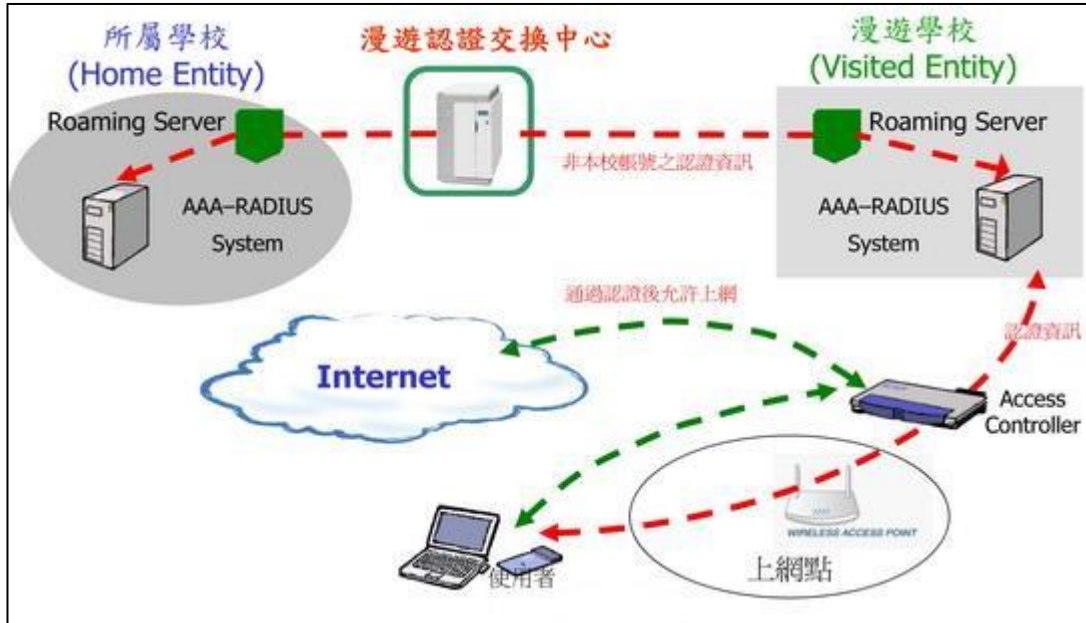 所屬學校
(Home Entity)
漫遊認證交換中心
漫遊學校
(Visited Entity)
Roaming Server
Roaming Server
非本校帳號之認證資訊
AAA–RADIUS
System
AAA–RADIUS
System
通過認證後允許上網
認證資訊
Internet
Access
Controller
WIRELESS ACCESS POINT
上網點
使用者